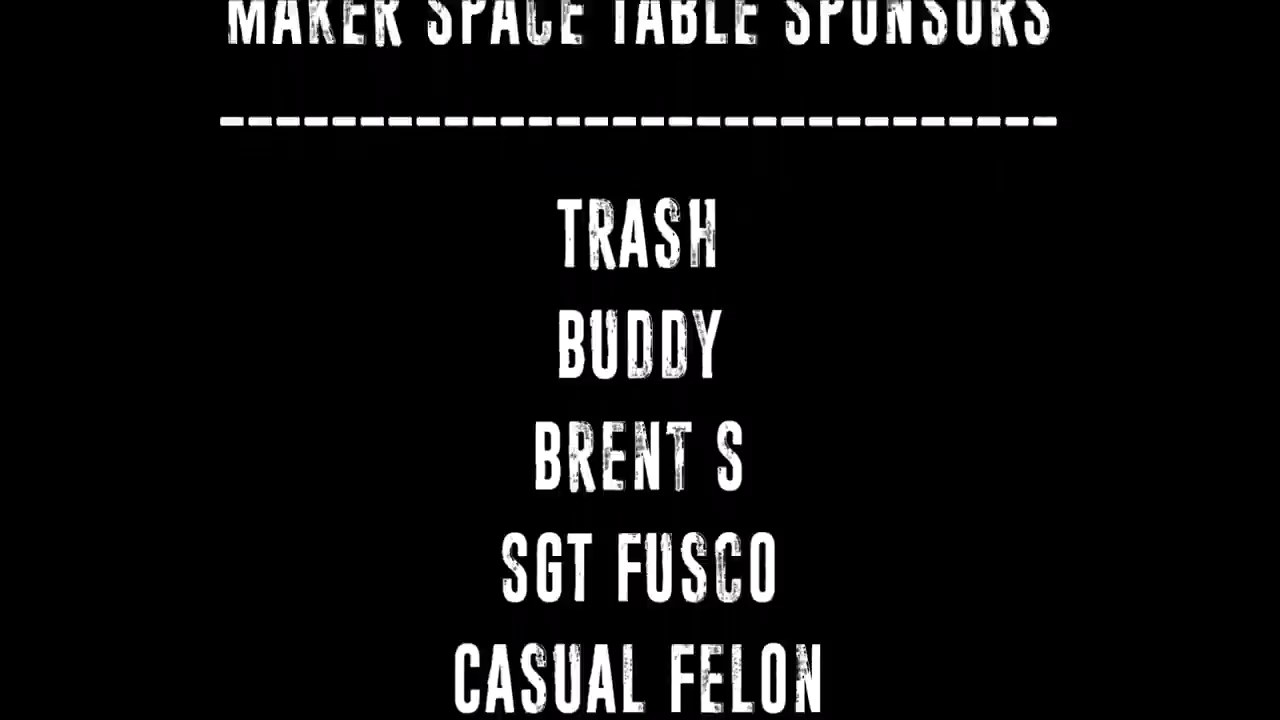 MAKER SPACE TABLE SPONSORS
------------------------------
TRASH
BUDDY
BRENT S
SGT FUSCO
CASUAL FELON